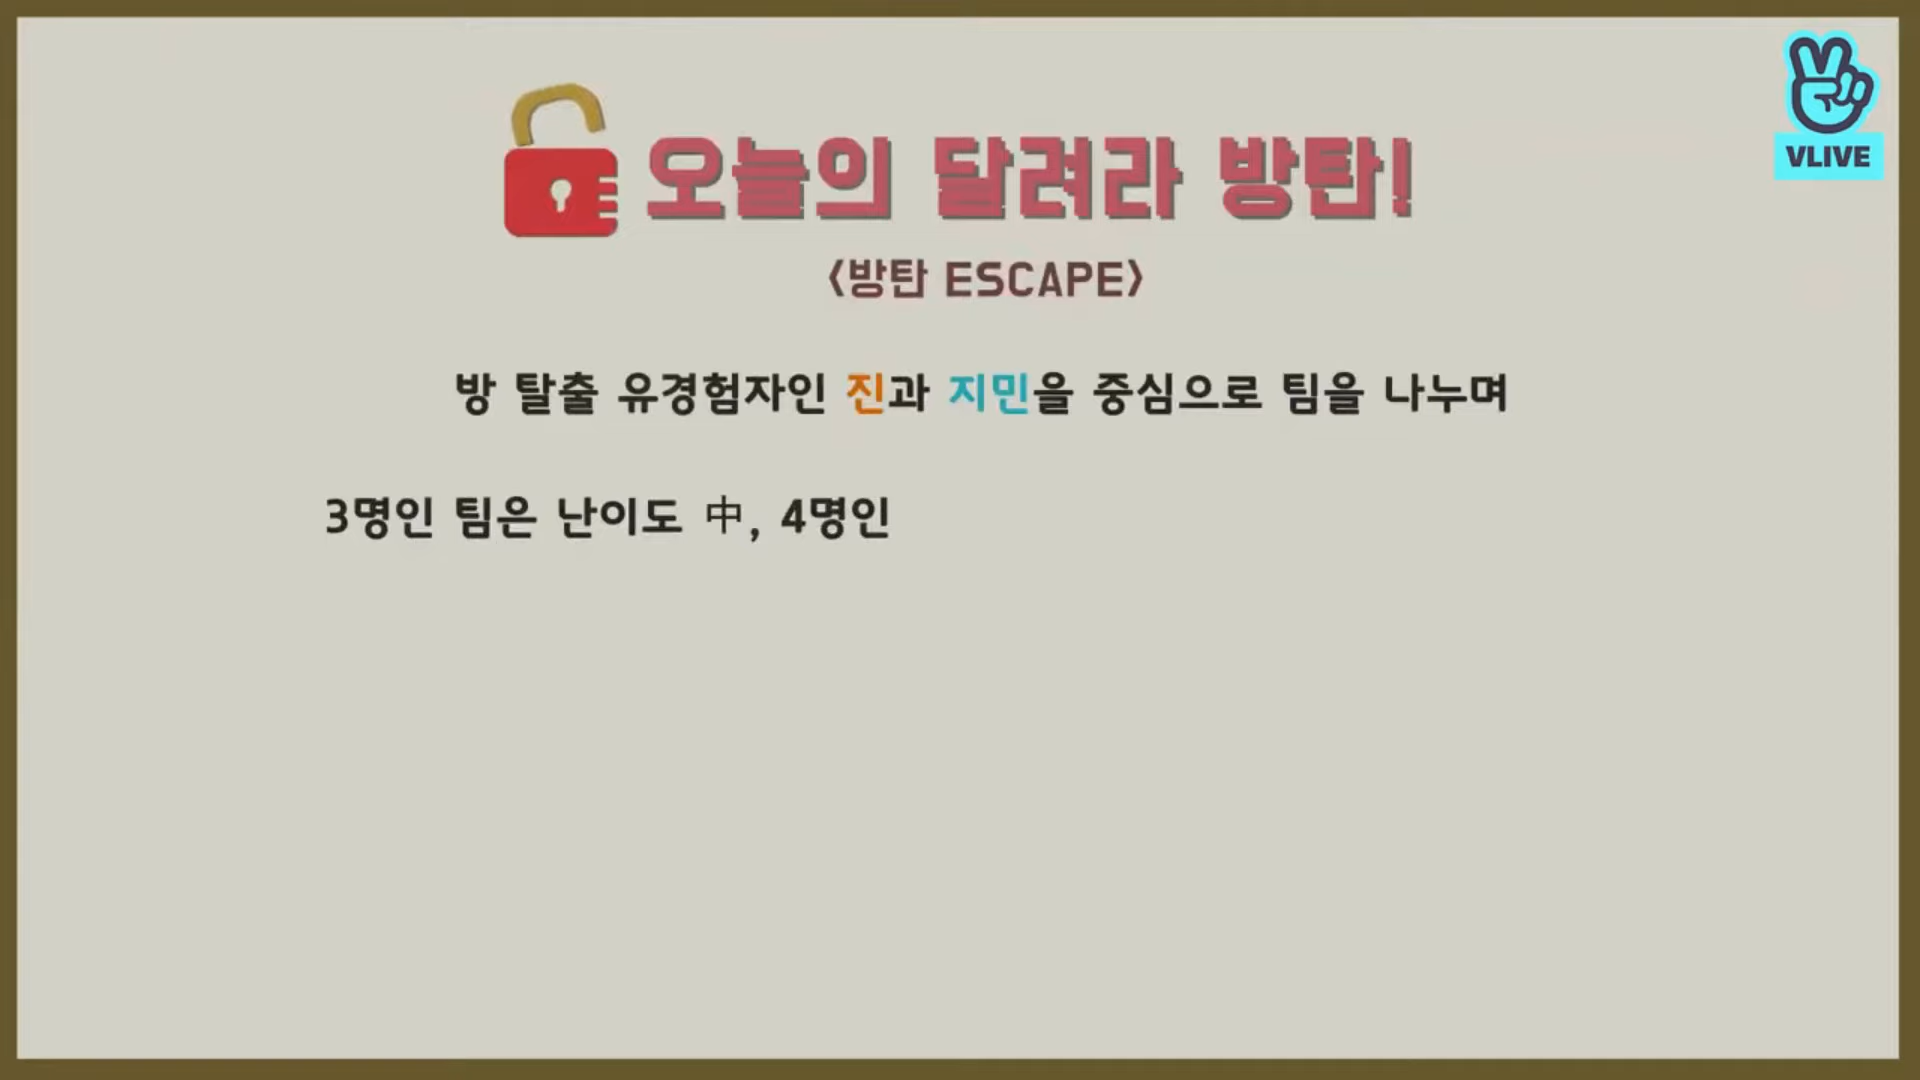 오늘의 달려라 방탄!
VLIVE
<방탄 ESCAPE>
방 탈출 유경험자인 진과 지민을 중심으로 팀을 나누며
3명인 팀은 난이도 中, 4명인